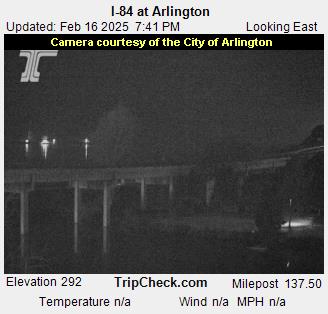 I-84 at Arlington
Updated: Feb 16 2025 7:41 PM Looking East
Camera courtesy of the City of Arlington
Elevation 292 TripCheck.com Milepost 137.50
Temperature n/a Wind n/a MPH n/a